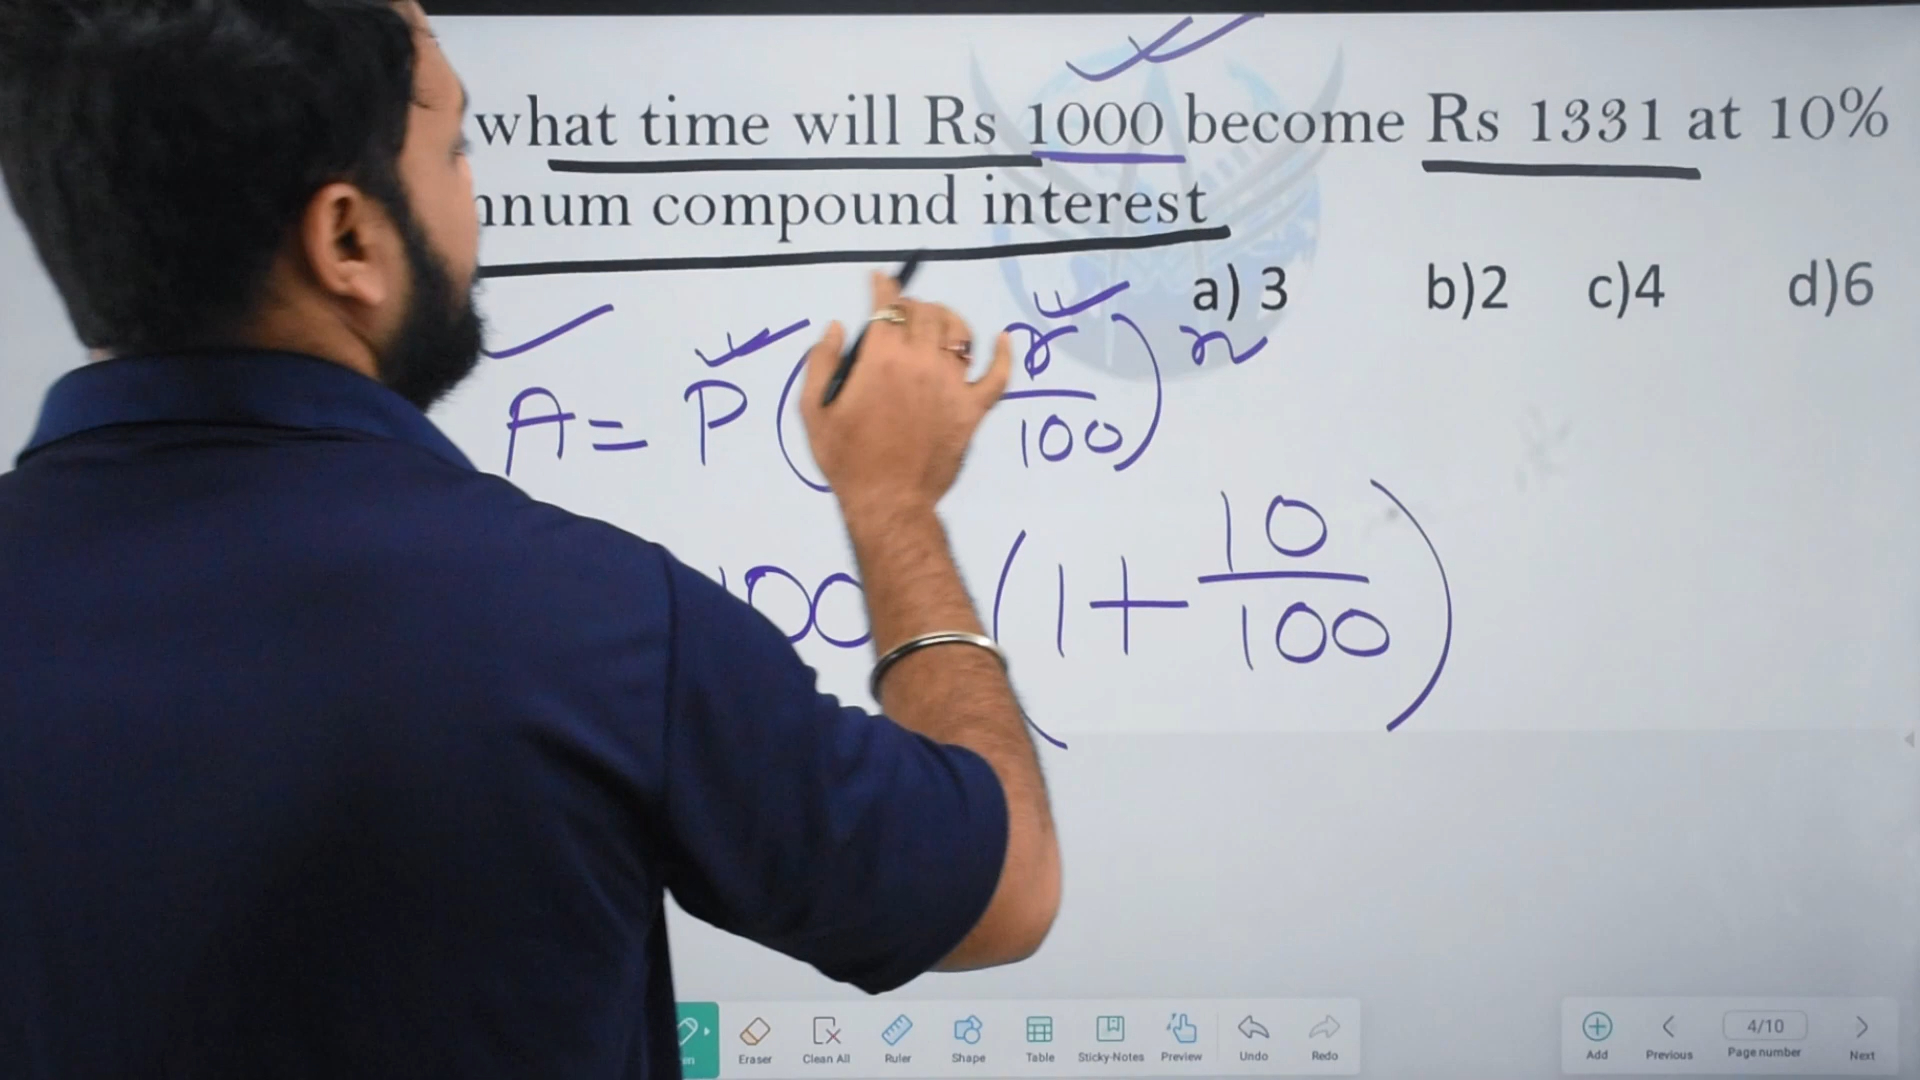 what time will Rs 1000 become Rs 1331 at 10%
nnum compound interest
a) 3 b)2 c)4 d)6
A = P ( r/100 ) n
100 ( 1 + 10/100 )
en Eraser Clean All Ruler Shape Table Sticky-Notes Preview Undo Redo
Add Previous 4/10 Page number Next